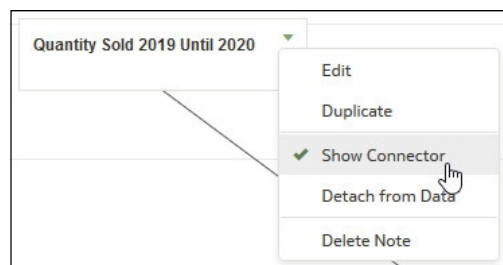 Quantity Sold 2019 Until 2020
Edit
Duplicate
Show Connector
Detach from Data
Delete Note